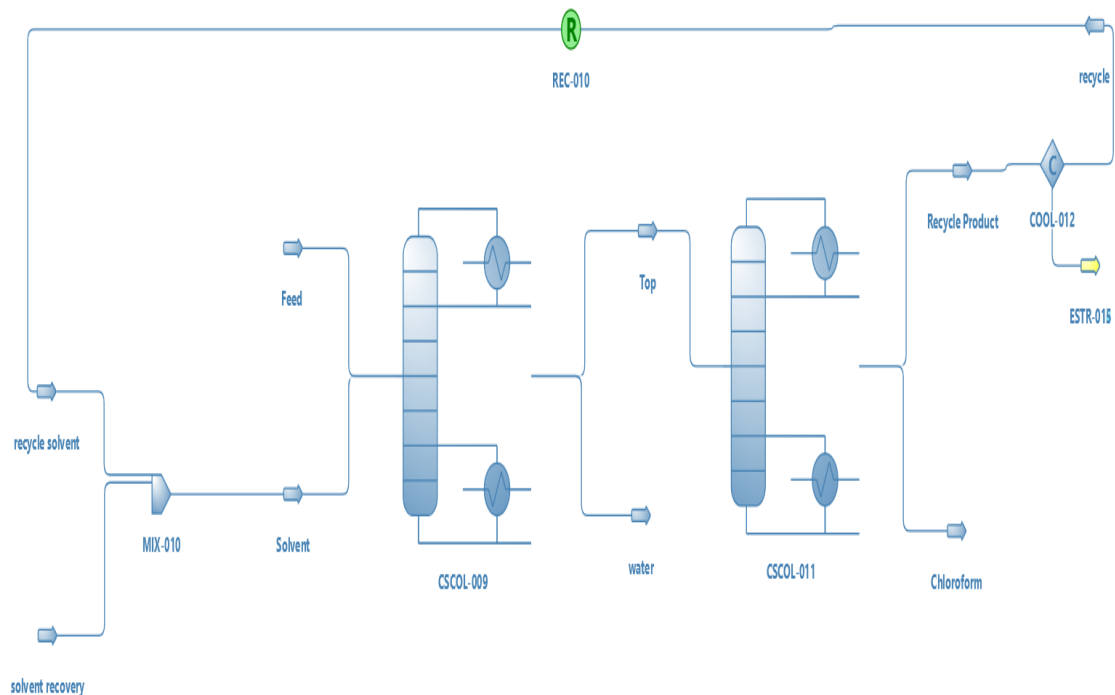 R
REC-010
recycle
C
Recycle Product
COOL-012
Feed
Top
ESTR-015
recycle solvent
MIX-010
Solvent
CSCOL-009
water
CSCOL-011
Chloroform
solvent recovery